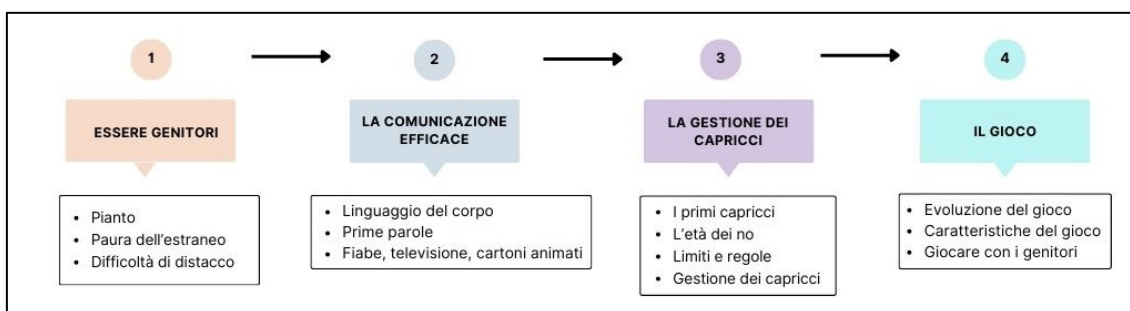 1
ESSERE GENITORI
• Pianto
• Paura dell'estraneo
• Difficoltà di distacco
2
LA COMUNICAZIONE
EFFICACE
• Linguaggio del corpo
• Prime parole
• Fiabe, televisione, cartoni animati
3
LA GESTIONE DEI
CAPRICCI
• I primi capricci
• L'età dei no
• Limiti e regole
• Gestione dei capricci
4
IL GIOCO
• Evoluzione del gioco
• Caratteristiche del gioco
• Giocare con i genitori